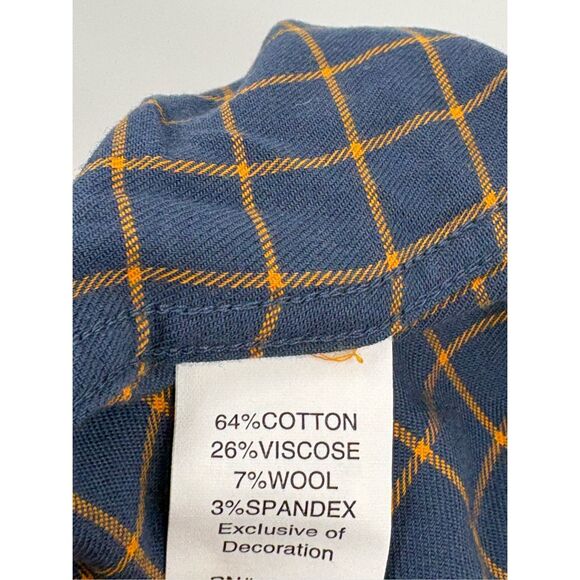 64%COTTON
26%VISCOSE
7%WOOL
3%SPANDEX
Exclusive of
Decoration